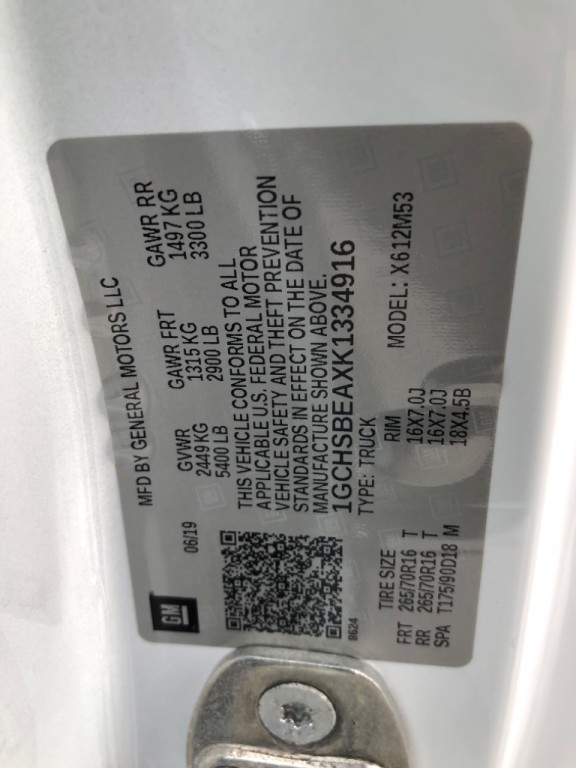 GM
MFD BY GENERAL MOTORS LLC
06/19
GVWR GAWR FRT GAWR RR
2449 KG 1315 KG 1497 KG
5400 LB 2900 LB 3300 LB
THIS VEHICLE CONFORMS TO ALL
APPLICABLE U.S. FEDERAL MOTOR
VEHICLE SAFETY AND THEFT PREVENTION
STANDARDS IN EFFECT ON THE DATE OF
MANUFACTURE SHOWN ABOVE.
1GCHSBEAXK1334916
8624
TYPE: TRUCK MODEL: X612M53
TIRE SIZE RIM
FRT 265/70R16 T 16X7.0J
RR 265/70R16 T 16X7.0J
SPA T175/90D18 M 18X4.5B